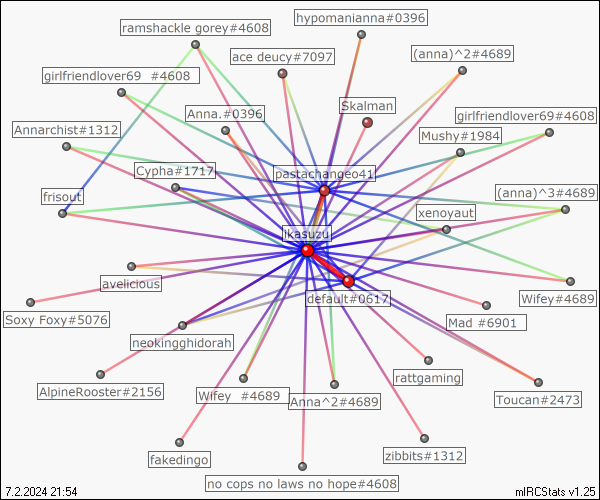 hypomanianna#0396
ramshackle gorey#4608
ace deucy#7097
(anna)^2#4689
girlfriendlover69  #4608
Anna.#0396
Skalman
girlfriendlover69#4608
Annarchist#1312
Mushy#1984
Cypha#1717
pastachangeo41
frisout
(anna)^3#4689
xenoyaut
ikasuzu
avelicious
default#0617
Wifey#4689
Soxy Foxy#5076
Mad #6901
neokingghidorah
rattgaming
AlpineRooster#2156
Wifey  #4689
Anna^2#4689
Toucan#2473
zibbits#1312
fakedingo
no cops no laws no hope#4608
7.2.2024 21:54
mIRCStats v1.25